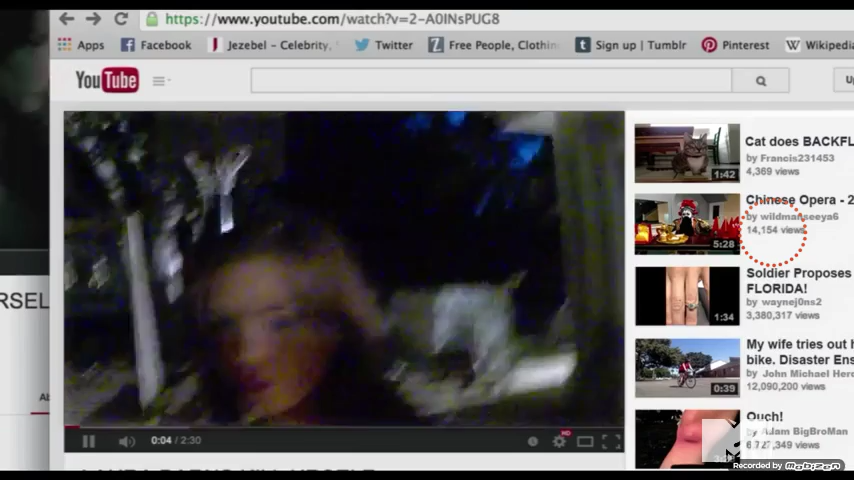 https://www.youtube.com/watch?v=2-A0INsPUG8
Apps Facebook Jezebel – Celebrity, Twitter Free People, Clothin Sign up | Tumblr Pinterest Wikipedi
YouTube
Cat does BACKFL
by Francis231453
4,369 views
1:42
Chinese Opera - 2
14,154 views
5:28
Soldier Proposes
FLORIDA!
by waynej0ns2
3,380,317 views
1:34
My wife tries out h
bike. Disaster Ens
by John Michael Her
12,090,200 views
0:39
Ouch!
by AJam BigBroMan
RSEL
0:04 / 2:30
HD
Recorded by Mobizen